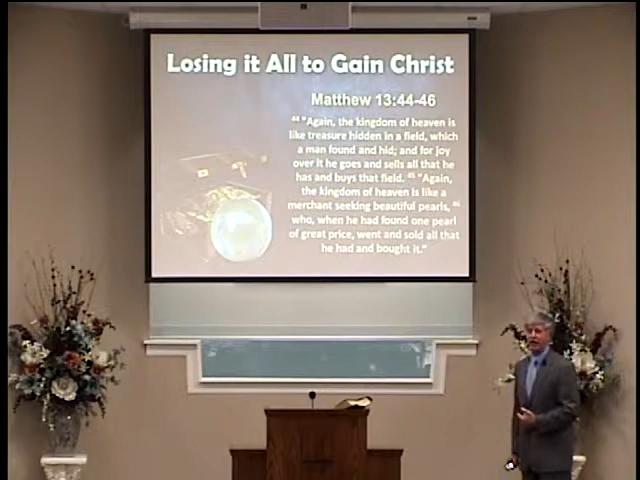 Losing it All to Gain Christ
Matthew 13:44-46
44 "Again, the kingdom of heaven is
like treasure hidden in a field, which
a man found and hid; and for joy
over it he goes and sells all that he
has and buys that field. 45 "Again,
the kingdom of heaven is like a
merchant seeking beautiful pearls, 46
who, when he had found one pearl
of great price, went and sold all that
he had and bought it."